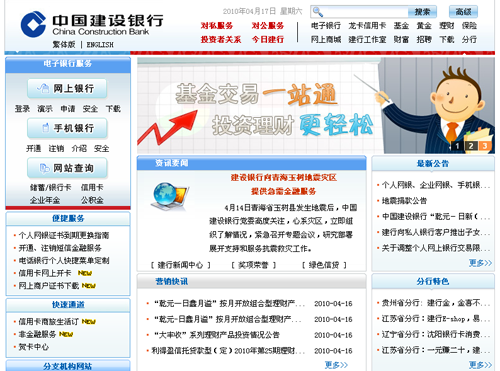 中国建设银行
China Construction Bank
繁体版 | ENGLISH
2010年04月17日 星期六
对私服务 对公服务
投资者关系 今日建行
搜索 高级
电子银行 龙卡信用卡 基金 黄金 理财 保险
网上商城 建行工作室 财富 招聘 下载 分行
电子银行服务
网上银行
登录 演示 申请 安全 下载
手机银行
开通 注销 介绍 安全
网站查询
储蓄/银行卡 信用卡
企业年金 公积金
便捷服务
个人网银证书到期更换指南
开通、注销短信金融服务
电话银行个人快捷菜单定制
信用卡网上开卡 NEW
网上商户证书下载 NEW
快速通道
信用卡商旅生活订 NEW
非金融服务 NEW
贺卡中心
分支机构网站
基金交易 一站通
投资理财 更轻松
1 2 3
资讯要闻
建设银行向青海玉树地震灾区
提供急需金融服务
4月14日青海省玉树县发生地震后，中
国建设银行党委高度关注，心系灾区，立即组
织了解情况，紧急召开专题会议，研究部署
展开支持和服务抗震救灾工作。
[ 建行新闻中心 ] [ 奖项荣誉 ] [ 绿色信贷 ]
营销快讯
“乾元—日鑫月溢”按月开放组合型理财产... 2010-04-16
“乾元—日鑫月溢”按月开放组合型理财产... 2010-04-16
“大丰收”系列理财产品投资情况公告 2010-04-16
利得盈信托贷款型（定）2010年第25期理财... 2010-04-16
更多>>
最新公告
个人网银、企业网银、手机银...
地震捐款公告
中国建设银行“乾元－日新（...
建行向私人银行客户推出子女...
关于调整个人网上银行交易限...
更多>>
分行特色
贵州省分行：建行金，金喜不...
江苏省分行：建行E-shop，易...
辽宁省分行：沈阳银行卡消费...
江苏省分行：一元赚二十，建...
更多>>